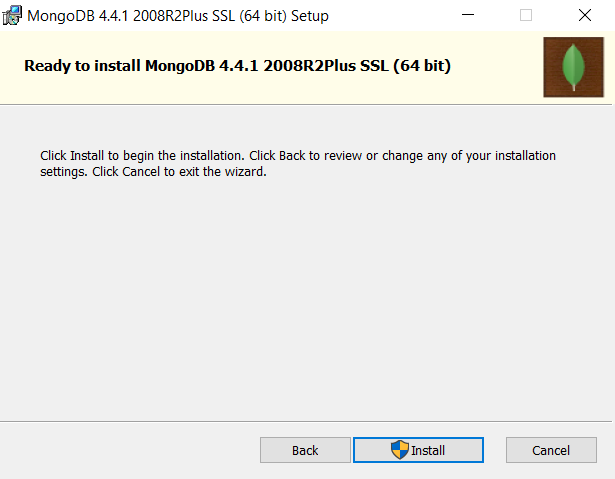 MongoDB 4.4.1 2008R2Plus SSL (64 bit) Setup
Ready to install MongoDB 4.4.1 2008R2Plus SSL (64 bit)
Click Install to begin the installation. Click Back to review or change any of your installation
settings. Click Cancel to exit the wizard.
Back Install Cancel